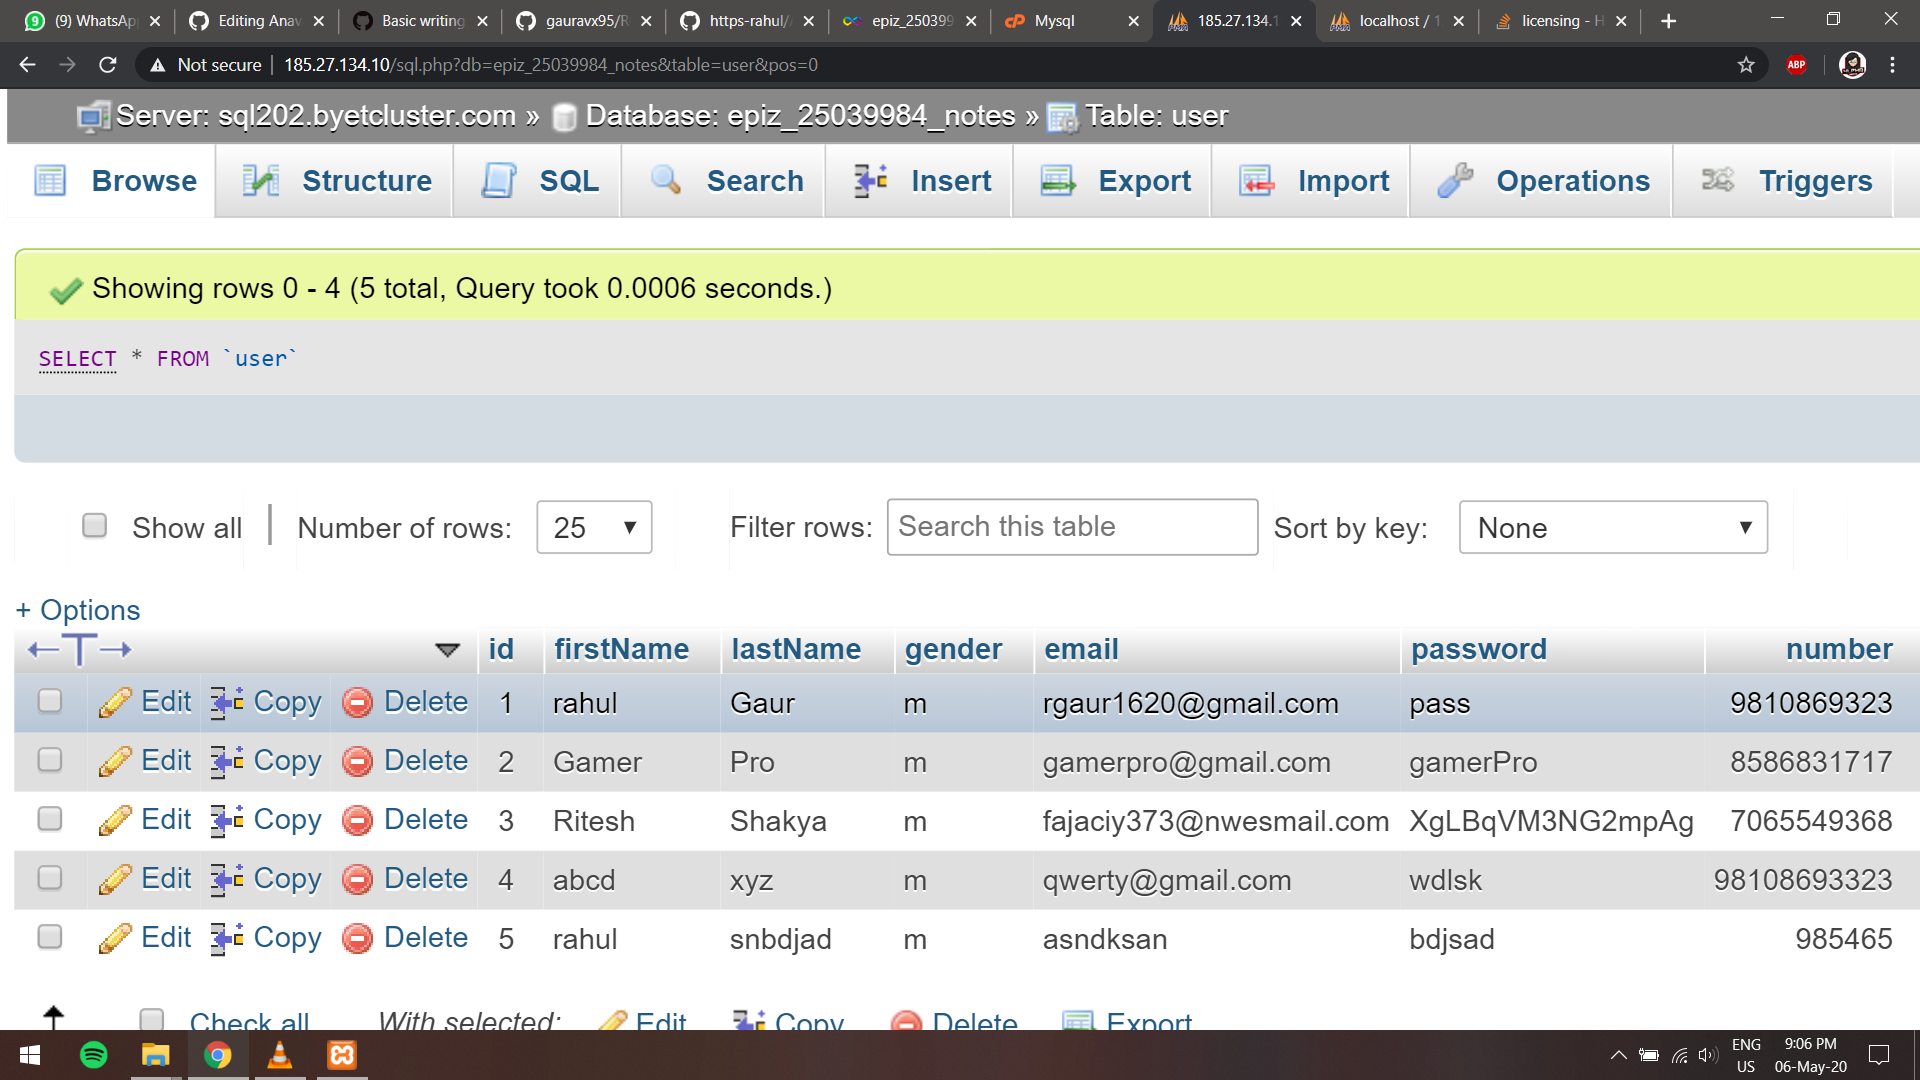 (9) WhatsApp
Editing Anav
Basic writing
gauravx95/R
https-rahul/
epiz_250399
Mysql
185.27.134.1
localhost / 1
licensing - H
Not secure | 185.27.134.10/sql.php?db=epiz_25039984_notes&table=user&pos=0
ABP
Server: sql202.byetcluster.com » Database: epiz_25039984_notes » Table: user
Browse Structure SQL Search Insert Export Import Operations Triggers
Showing rows 0 - 4 (5 total, Query took 0.0006 seconds.)
SELECT * FROM `user`
Show all | Number of rows: 25 Filter rows: Search this table Sort by key: None
+ Options
←T→ id firstName lastName gender email password number
Edit Copy Delete 1 rahul Gaur m rgaur1620@gmail.com pass 9810869323
Edit Copy Delete 2 Gamer Pro m gamerpro@gmail.com gamerPro 8586831717
Edit Copy Delete 3 Ritesh Shakya m fajaciy373@nwesmail.com XgLBqVM3NG2mpAg 7065549368
Edit Copy Delete 4 abcd xyz m qwerty@gmail.com wdlsk 98108693323
Edit Copy Delete 5 rahul snbdjad m asndksan bdjsad 985465
Check all With selected: Edit Copy Delete Export
ENG
US
9:06 PM
06-May-20